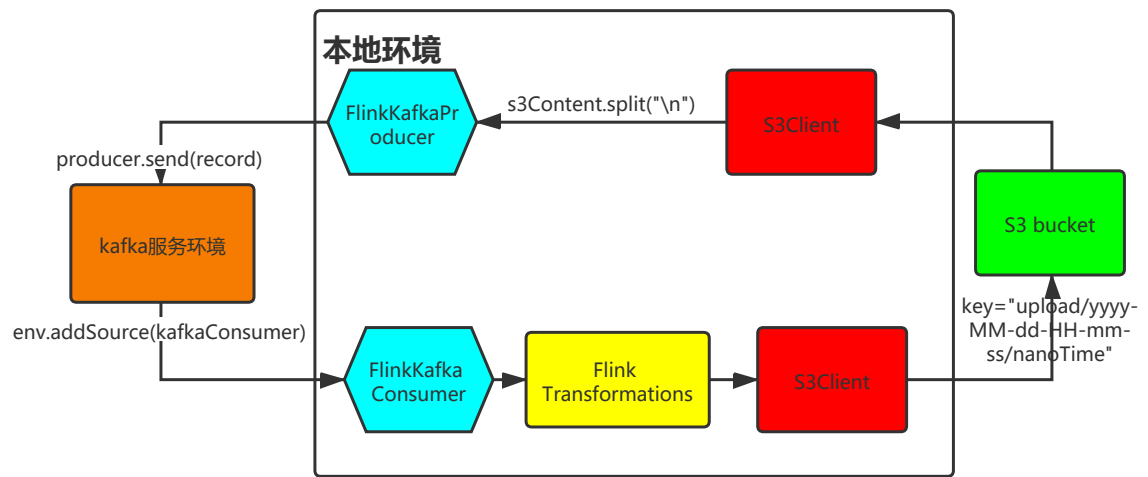 本地环境
FlinkKafkaPr
oducer
s3Content.split("\n")
S3Client
producer.send(record)
kafka服务环境
S3 bucket
env.addSource(kafkaConsumer)
key="upload/yyyy-
MM-dd-HH-mm-
ss/nanoTime"
FlinkKafka
Consumer
Flink
Transformations
S3Client